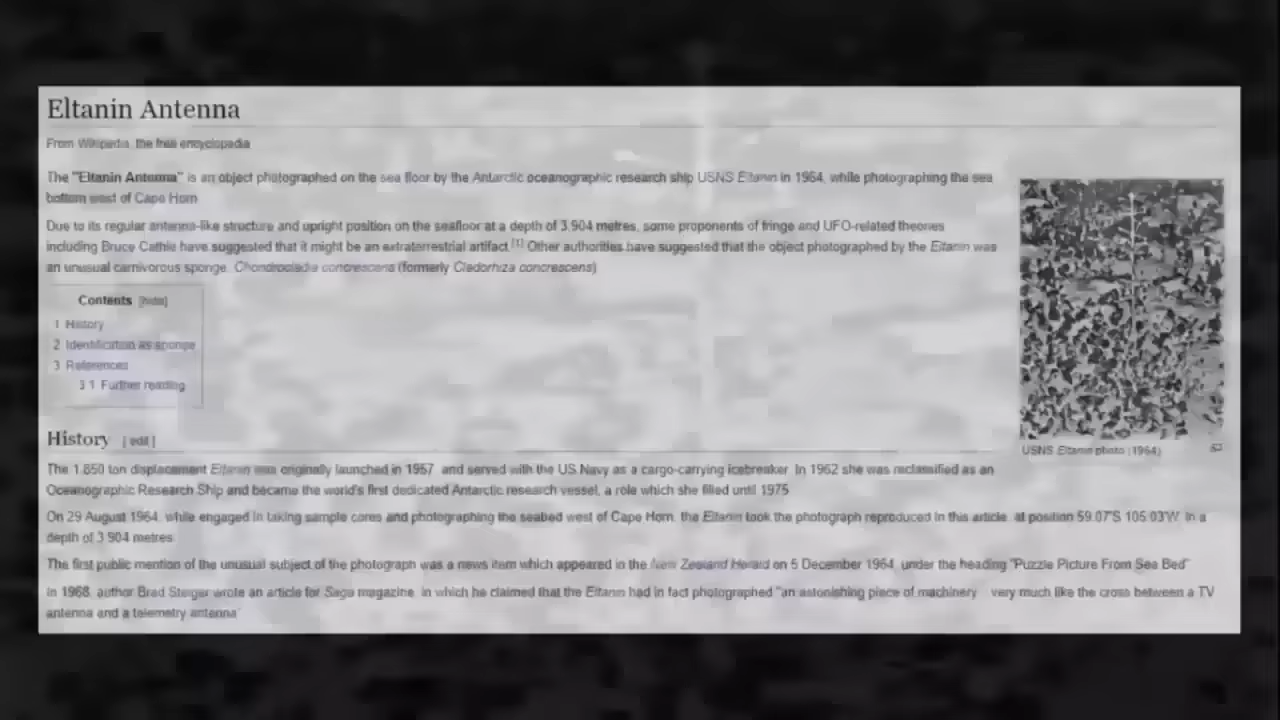 Eltanin Antenna
From Wikipedia, the free encyclopedia
The "Eltanin Antenna" is an object photographed on the sea floor by the Antarctic oceanographic research ship USNS Eltanin in 1964, while photographing the sea
bottom west of Cape Horn
Due to its regular antenna-like structure and upright position on the seafloor at a depth of 3,904 metres, some proponents of fringe and UFO-related theories
including Bruce Cathie have suggested that it might be an extraterrestrial artifact.[1] Other authorities have suggested that the object photographed by the Eltanin was
an unusual carnivorous sponge, Chondrocladia concrescens (formerly Cladorhiza concrescens)
Contents [hide]
1 History
2 Identification as sponge
3 References
3.1 Further reading
USNS Eltanin photo (1964)
History [edit]
The 1,850 ton displacement Eltanin was originally launched in 1957 and served with the US Navy as a cargo-carrying icebreaker. In 1962 she was reclassified as an
Oceanographic Research Ship and became the world's first dedicated Antarctic research vessel, a role which she filled until 1975
On 29 August 1964, while engaged in taking sample cores and photographing the seabed west of Cape Horn, the Eltanin took the photograph reproduced in this article, at position 59:07'S 105:03'W, in a
depth of 3,904 metres
The first public mention of the unusual subject of the photograph was a news item which appeared in the New Zealand Herald on 5 December 1964, under the heading "Puzzle Picture From Sea Bed"
In 1968, author Brad Steiger wrote an article for Saga magazine, in which he claimed that the Eltanin had in fact photographed "an astonishing piece of machinery very much like the cross between a TV
antenna and a telemetry antenna"